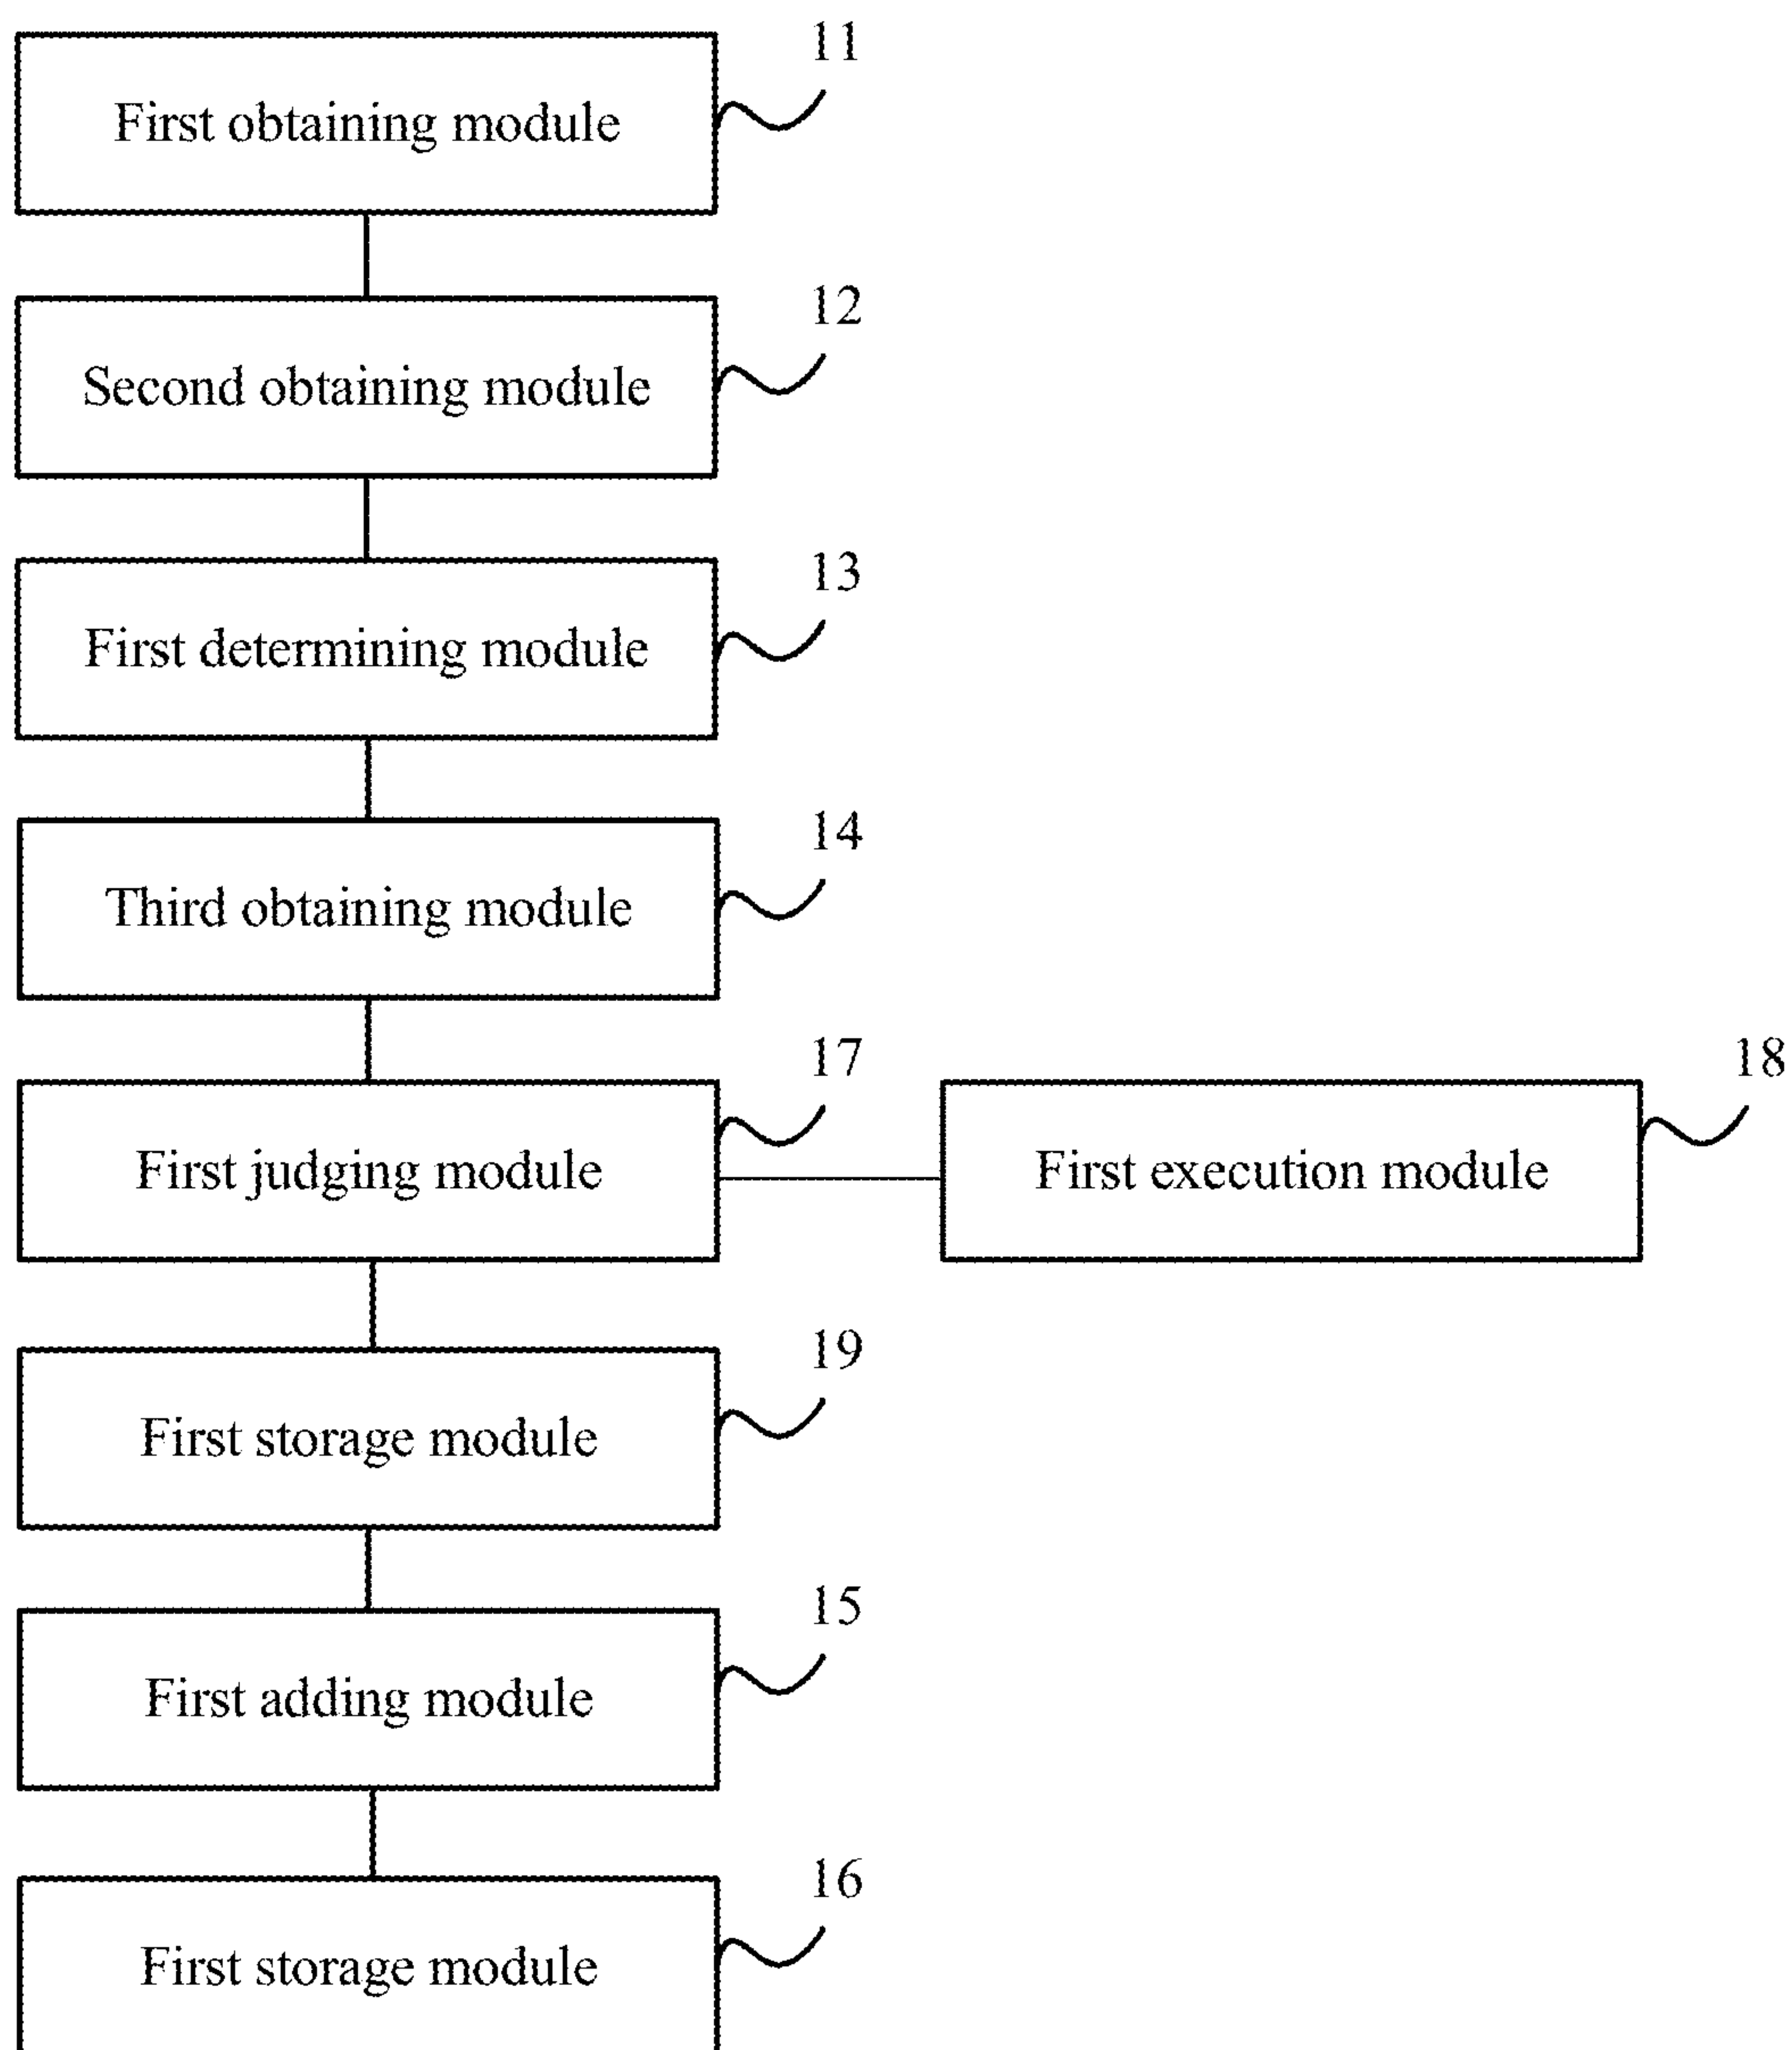 11
First obtaining module
12
Second obtaining module
13
First determining module
14
Third obtaining module
17
First judging module
18
First execution module
19
First storage module
15
First adding module
16
First storage module